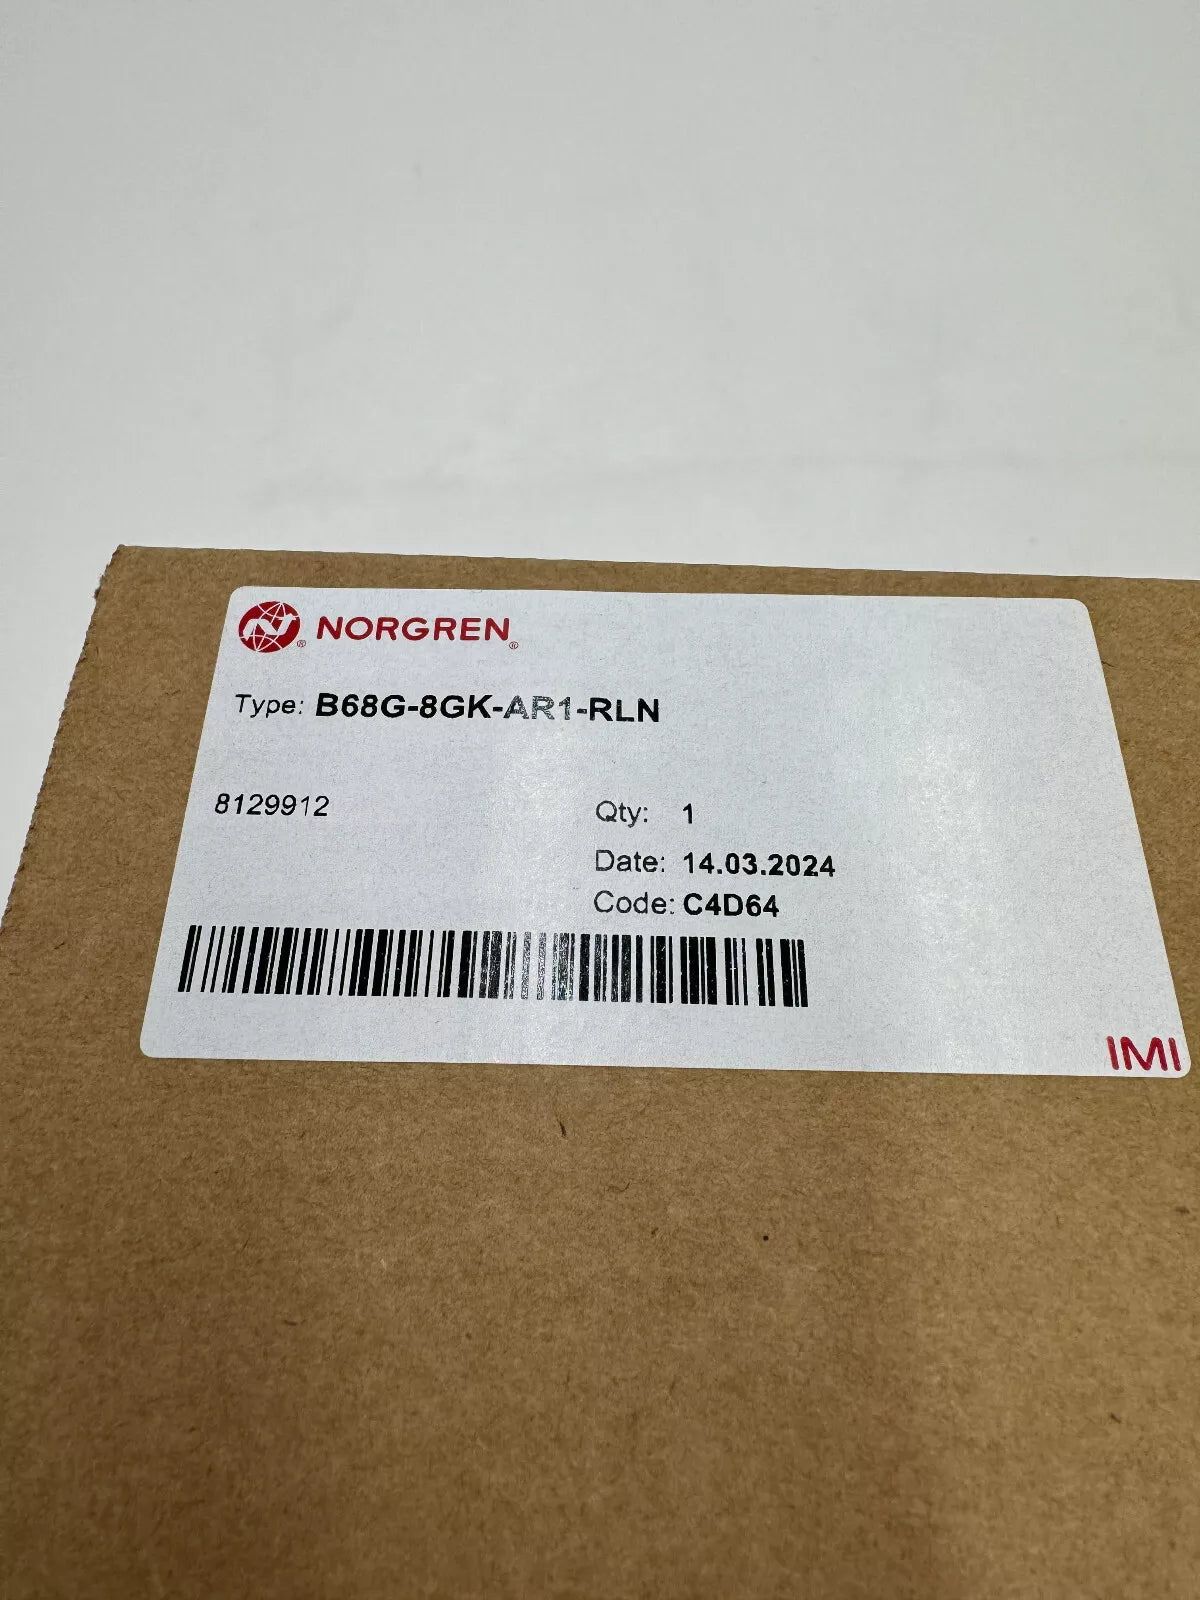 NORGREN®
Type: B68G-8GK-AR1-RLN
8129912
Qty: 1
Date: 14.03.2024
Code: C4D64
IMI